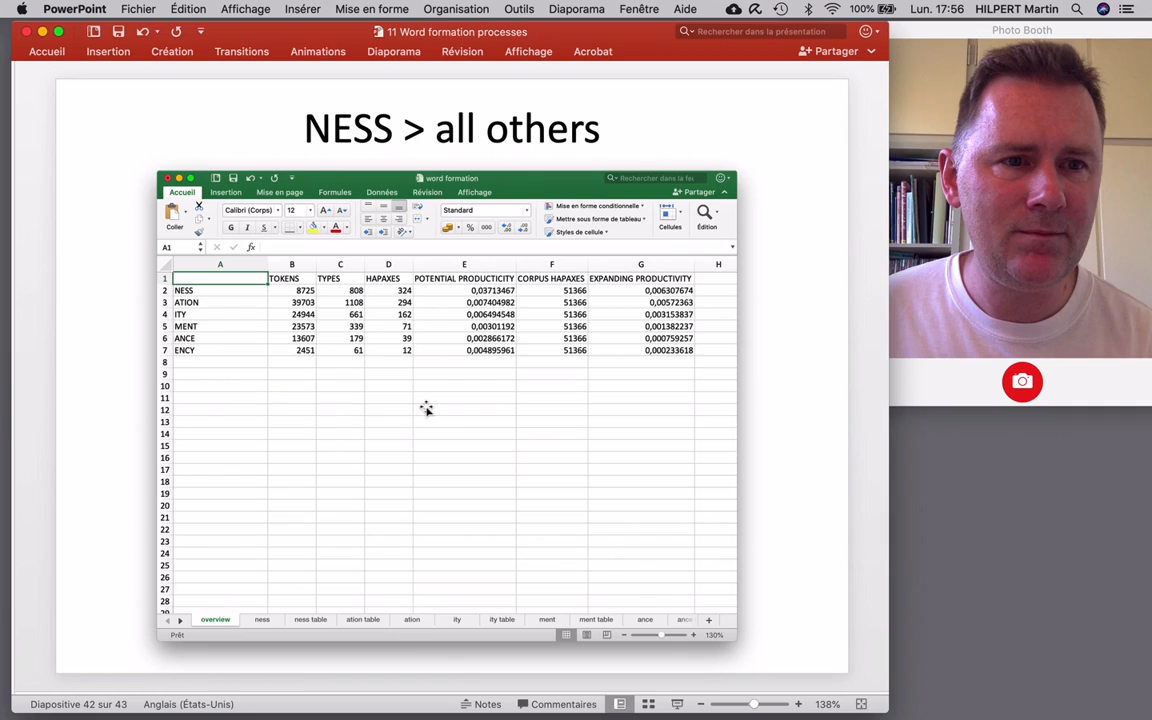 PowerPoint Fichier Édition Affichage Insérer Mise en forme Organisation Outils Diaporama Fenêtre Aide 100% Lun. 17:56 HILPERT Martin
Photo Booth
11 Word formation processes
Rechercher dans la présentation
Accueil Insertion Création Transitions Animations Diaporama Révision Affichage Acrobat Partager
NESS > all others
word formation
Rechercher dans la feu.
Accueil Insertion Mise en page Formules Données Révision Affichage Partager
Coller
Calibri (Corps) 12
G I S
Standard
% 000
Mise en forme conditionnelle
Mettre sous forme de tableau
Styles de cellule
Cellules
Édition
A1 fx
A B C D E F G H
1 TOKENS TYPES HAPAXES POTENTIAL PRODUCTICITY CORPUS HAPAXES EXPANDING PRODUCTIVITY
2 NESS 8725 808 324 0,03713467 51366 0,006307674
3 ATION 39703 1108 294 0,007404982 51366 0,00572363
4 ITY 24944 661 162 0,006494548 51366 0,003153837
5 MENT 23573 339 71 0,00301192 51366 0,001382237
6 ANCE 13607 179 39 0,002866172 51366 0,000759257
7 ENCY 2451 61 12 0,004895961 51366 0,000233618
8
9
10
11
12
13
14
15
16
17
18
19
20
21
22
23
24
25
26
27
28
29
overview ness ness table ation table ation ity ity table ment ment table ance
Prêt 130%
Diapositive 42 sur 43 Anglais (États-Unis) Notes Commentaires 138%